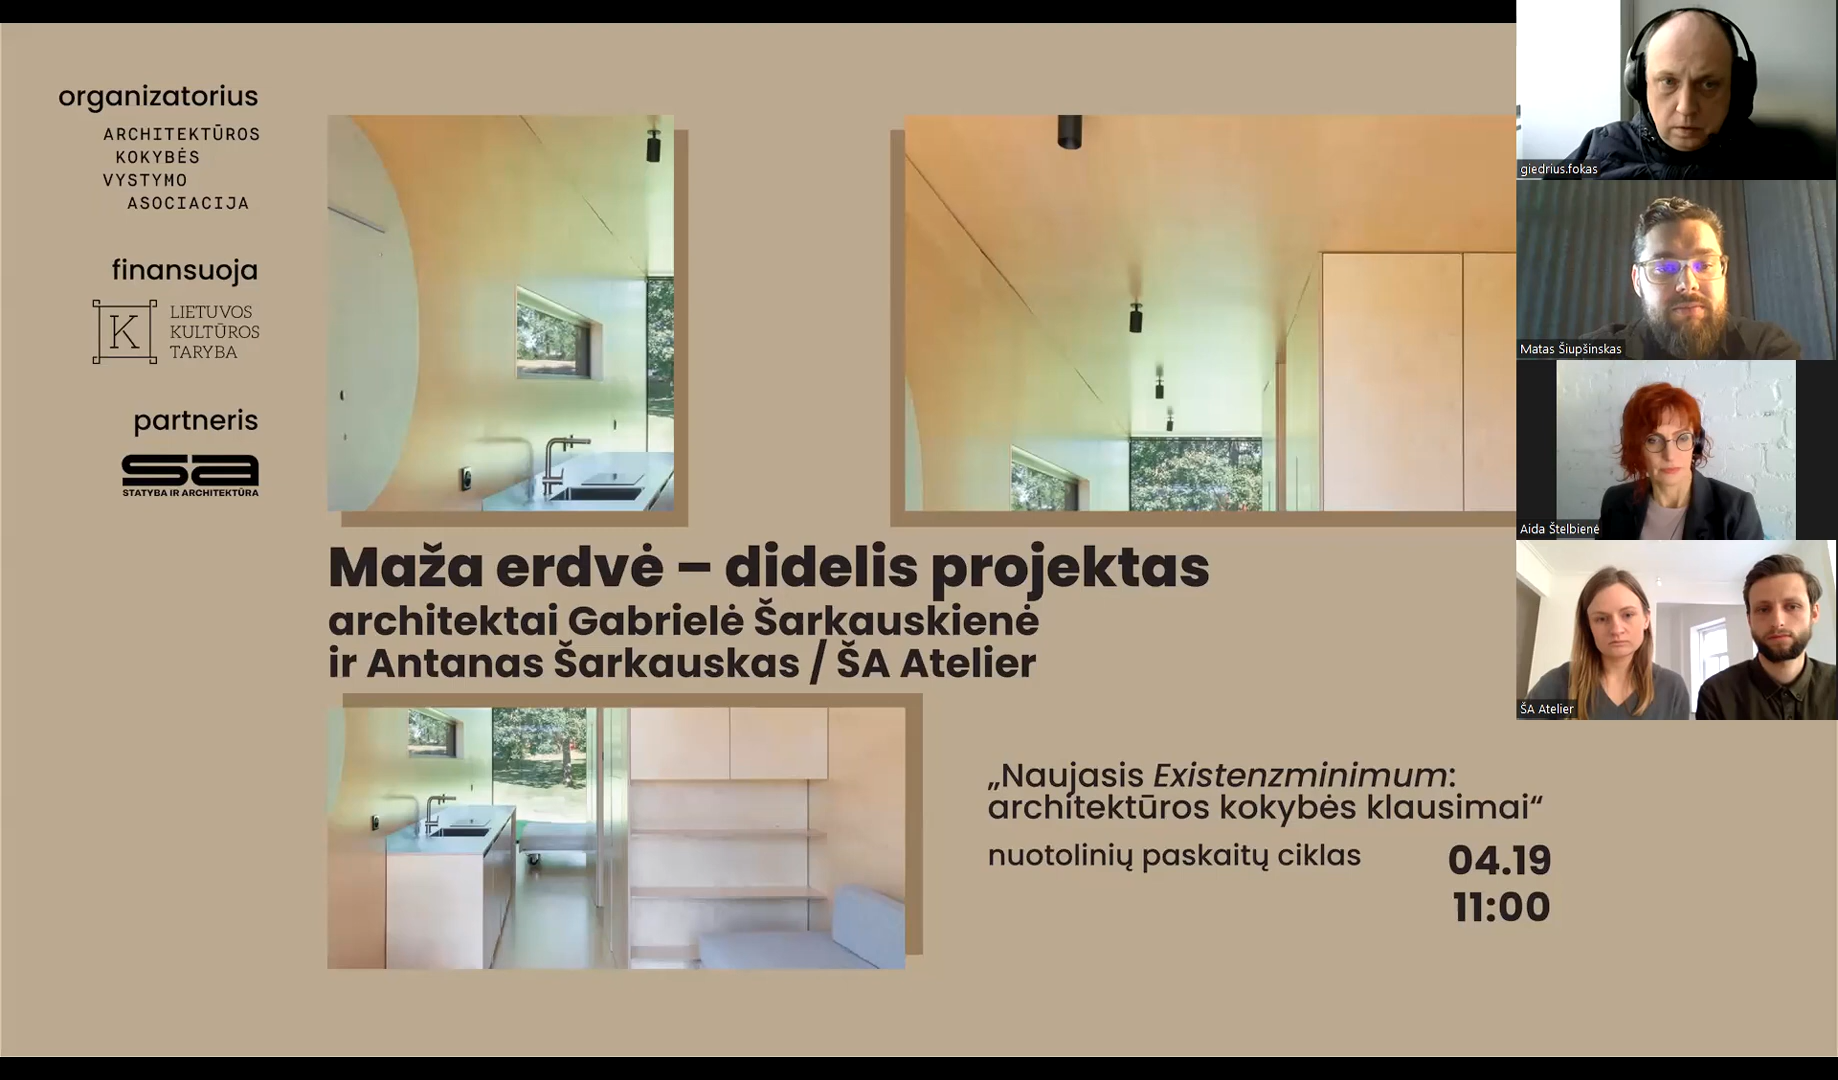 organizatorius
ARCHITEKTŪROS
KOKYBĖS
VYSTYMO
ASOCIACIJA
finansuoja
K
LIETUVOS
KULTŪROS
TARYBA
partneris
sa
STATYBA IR ARCHITEKTŪRA
Maža erdvė – didelis projektas
architektai Gabrielė Šarkauskienė
ir Antanas Šarkauskas / ŠA Atelier
„Naujasis Existenzminimum:
architektūros kokybės klausimai“
nuotolinių paskaitų ciklas
04.19
11:00
giedrius.fokas
Matas Šiupšinskas
Aida Štelbienė
ŠA Atelier